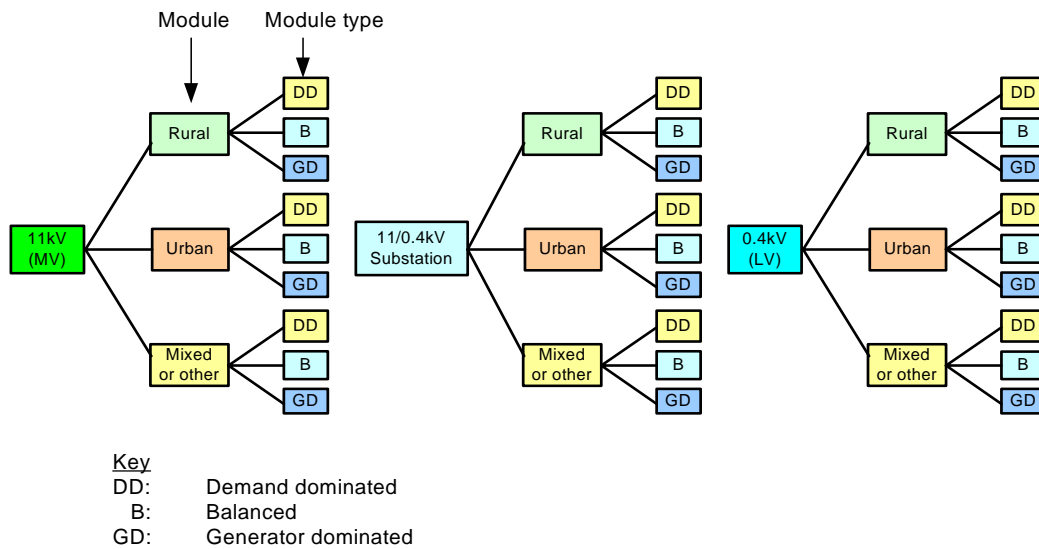 Module
Module type
11kV
(MV)
Rural
DD
B
GD
Urban
DD
B
GD
Mixed
or other
DD
B
GD
11/0.4kV
Substation
Rural
DD
B
GD
Urban
DD
B
GD
Mixed
or other
DD
B
GD
0.4kV
(LV)
Rural
DD
B
GD
Urban
DD
B
GD
Mixed
or other
DD
B
GD
Key
DD: Demand dominated
B: Balanced
GD: Generator dominated